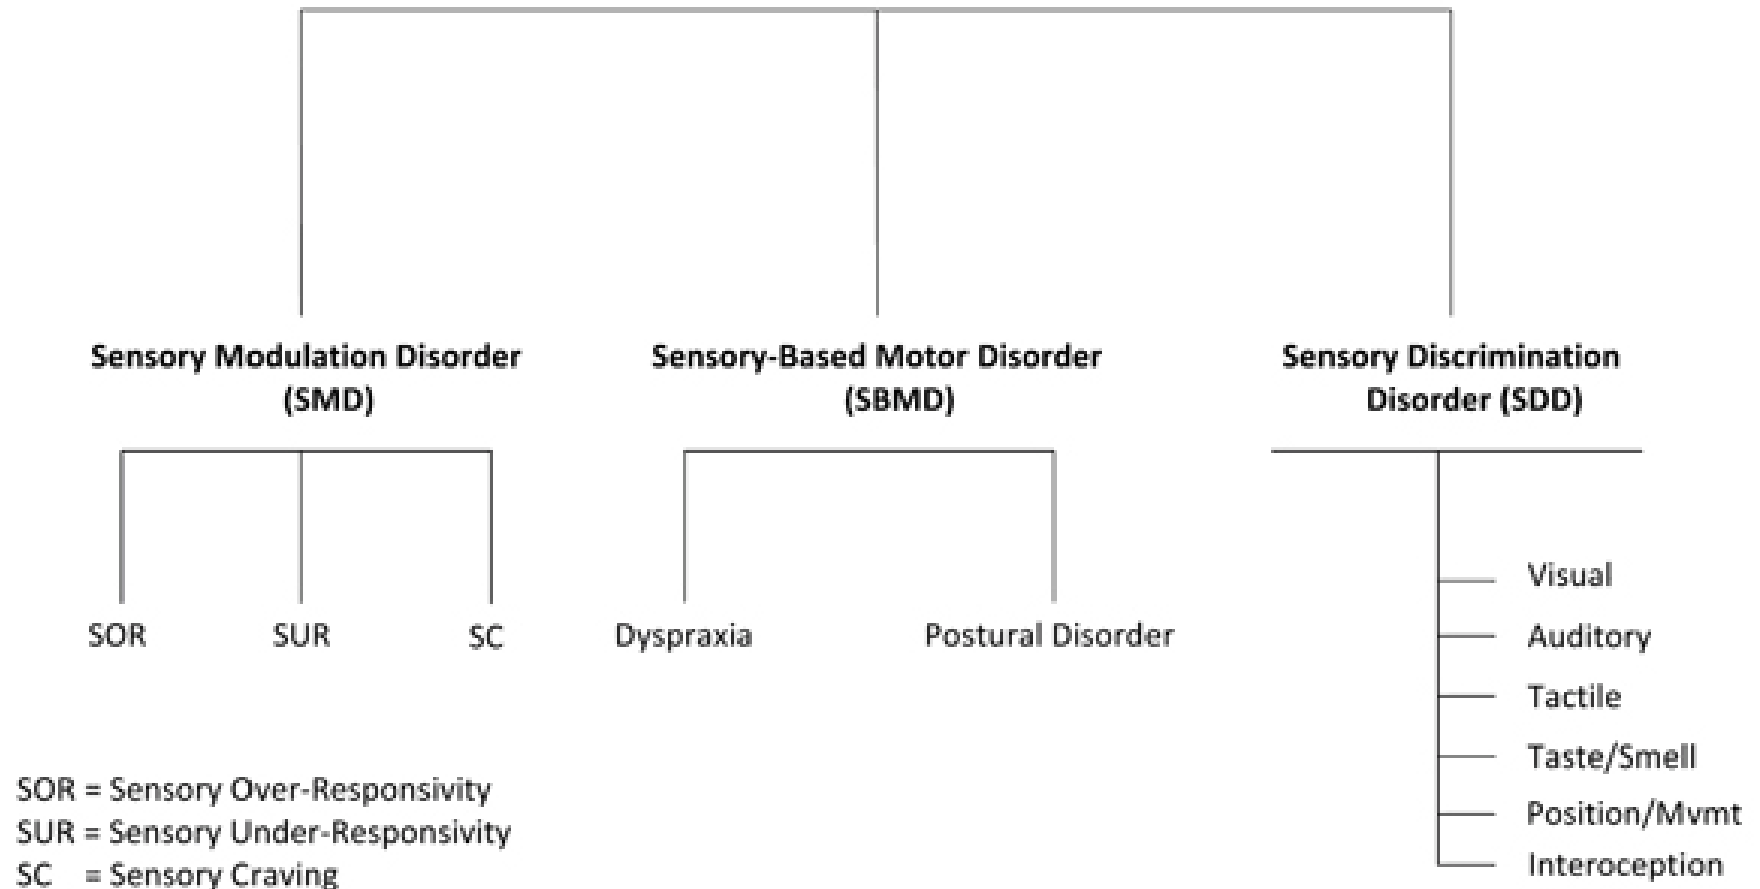 Sensory Modulation Disorder
(SMD)
Sensory-Based Motor Disorder
(SBMD)
Sensory Discrimination
Disorder (SDD)
SOR
SUR
SC
Dyspraxia
Postural Disorder
Visual
Auditory
Tactile
Taste/Smell
Position/Mvmt
Interoception
SOR = Sensory Over-Responsivity
SUR = Sensory Under-Responsivity
SC = Sensory Craving